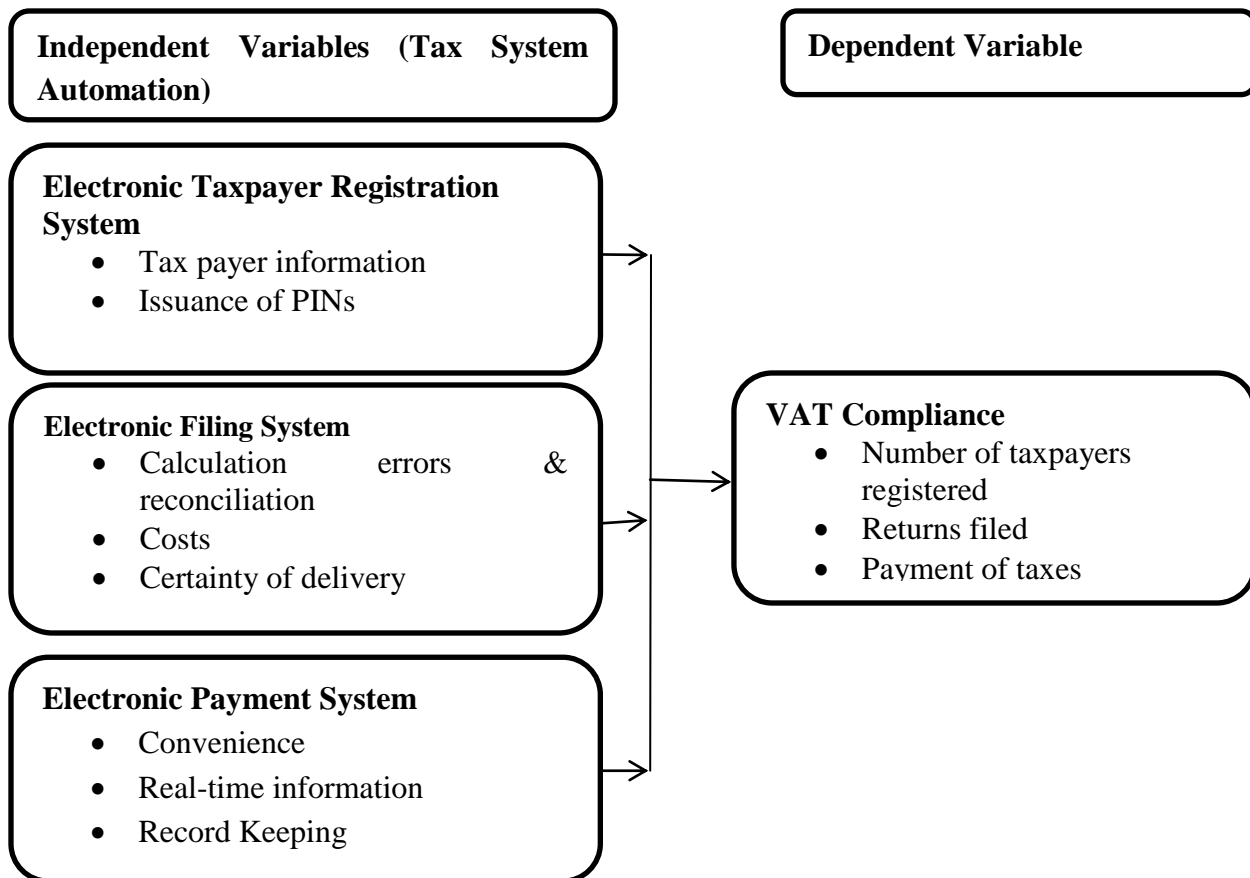 Independent Variables (Tax System
Automation)
Dependent Variable
Electronic Taxpayer Registration
System
• Tax payer information
• Issuance of PINs
Electronic Filing System
• Calculation errors &
reconciliation
• Costs
• Certainty of delivery
Electronic Payment System
• Convenience
• Real-time information
• Record Keeping
VAT Compliance
• Number of taxpayers
registered
• Returns filed
• Payment of taxes